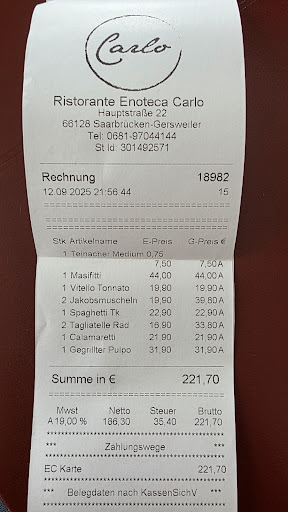 Carlo
Ristorante Enoteca Carlo
Hauptstraße 22
66128 Saarbrücken-Gersweiler
Tel: 0681-97044144
St Id: 301492571
Rechnung 18982
12.09 2025 21:56:44 15
Stk Artikelname E-Preis G-Preis €
1 Teinacher Medium 0,75
7,50 7,50 A
1 Masifitti 44,00 44,00 A
1 Vitello Tonnato 19,90 19,90 A
2 Jakobsmuscheln 19,90 39,80 A
1 Spaghetti Tk 22,90 22,90 A
2 Tagliatelle Rad 16,90 33,80 A
1 Calamaretti 21,90 21,90 A
1 Gegrillter Pulpo 31,90 31,90 A
Summe in € 221,70
Mwst Netto Steuer Brutto
A 19,00 % 186,30 35,40 221,70
*** Zahlungswege ***
EC Karte 221,70
*** Belegdaten nach KassenSichV ***